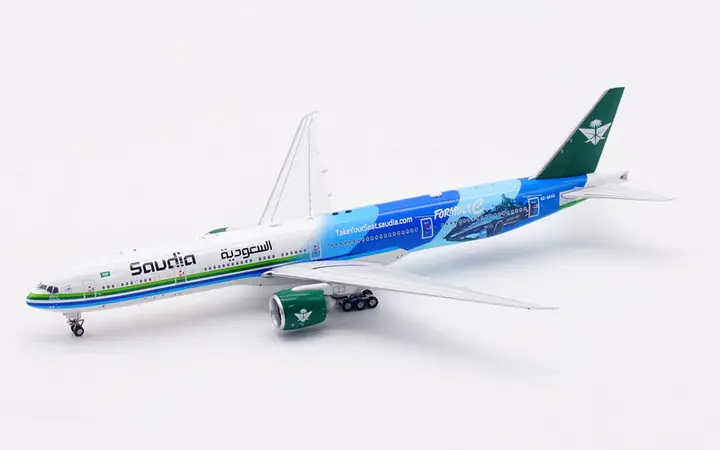 Saudia السعودية
TakeYourSeat.saudia.com
FORMULA E